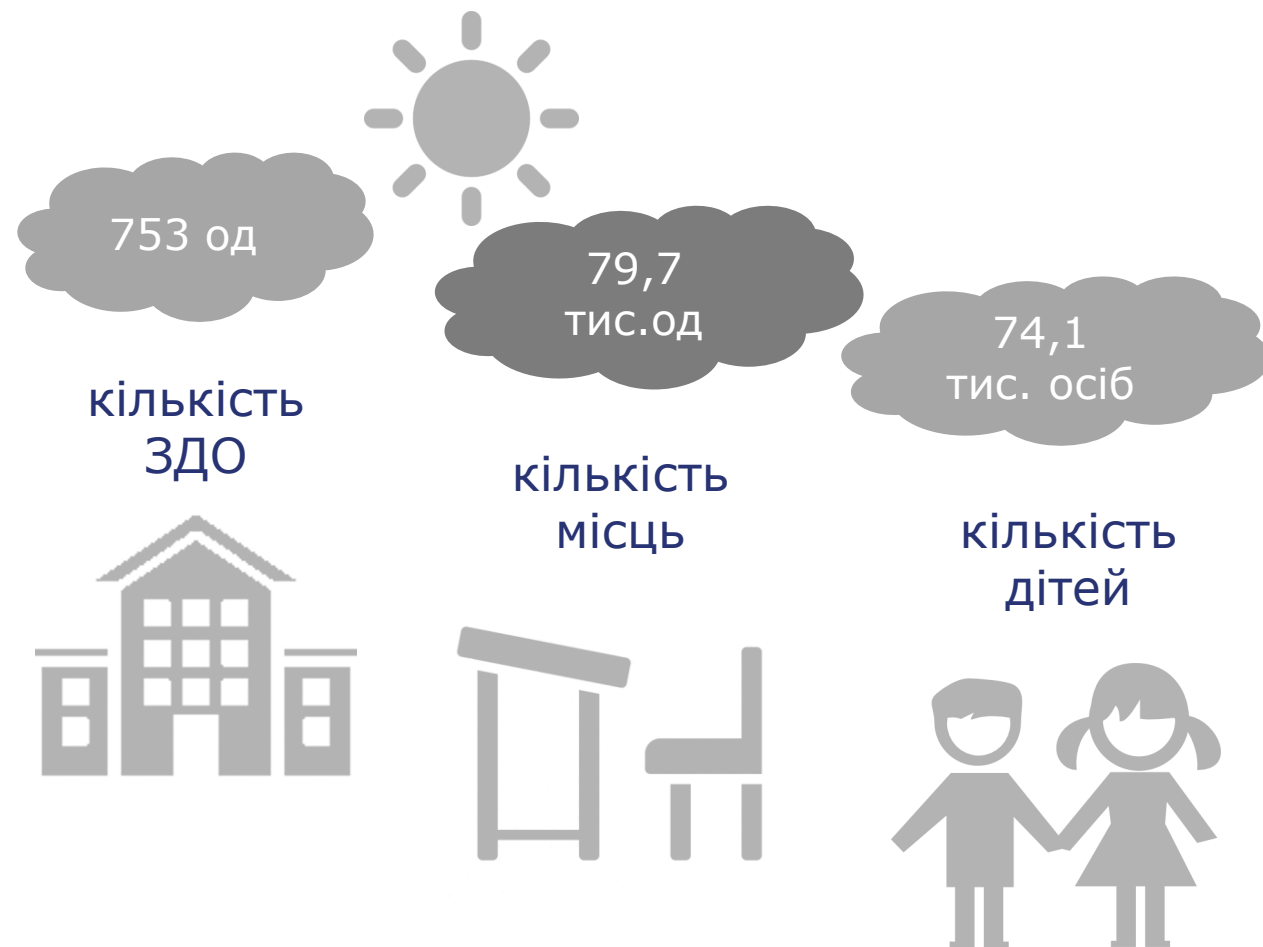 753 од
кількість
ЗДО
79,7
тис.од
кількість
місць
74,1
тис. осіб
кількість
дітей